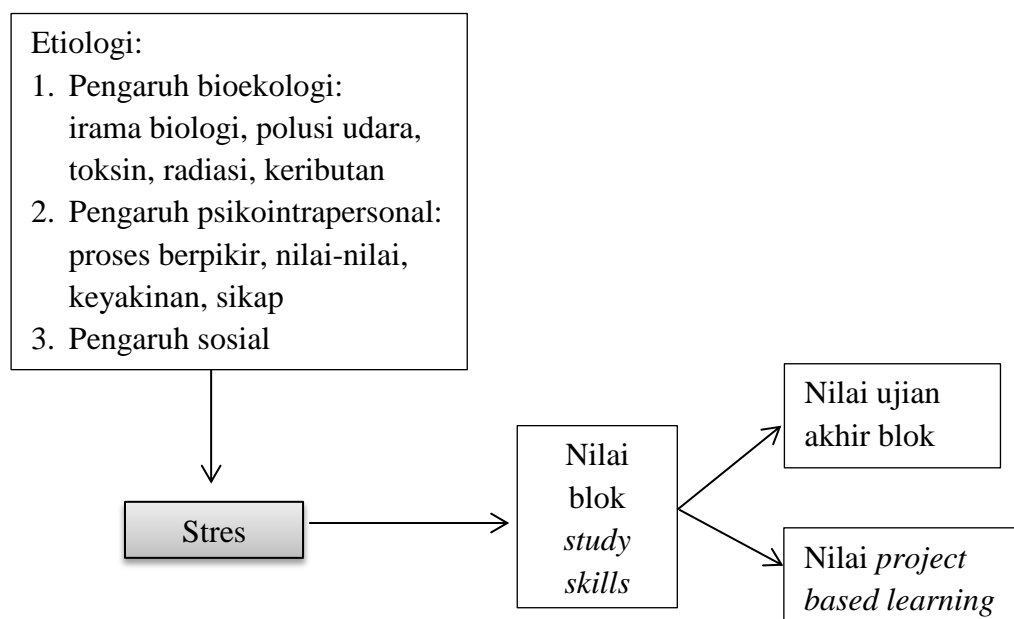 Etiologi:
1. Pengaruh bioekologi:
irama biologi, polusi udara,
toksin, radiasi, keributan
2. Pengaruh psikointrapersonal:
proses berpikir, nilai-nilai,
keyakinan, sikap
3. Pengaruh sosial
Stres
Nilai
blok
study
skills
Nilai ujian
akhir blok
Nilai project
based learning